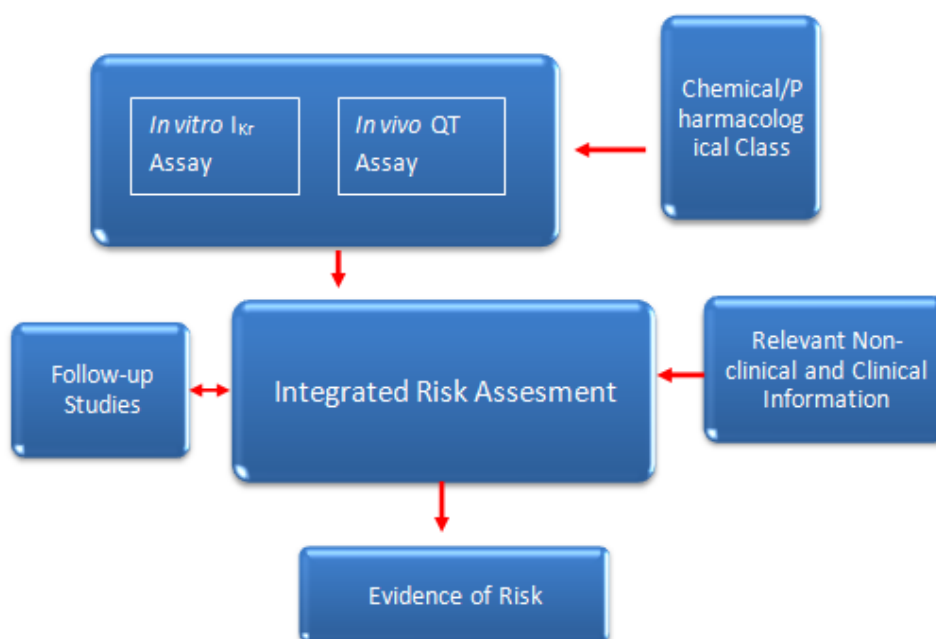 In vitro IKr
Assay
In vivo QT
Assay
Chemical/P
harmacolog
ical Class
Follow-up
Studies
Integrated Risk Assesment
Relevant Non-
clinical and Clinical
Information
Evidence of Risk